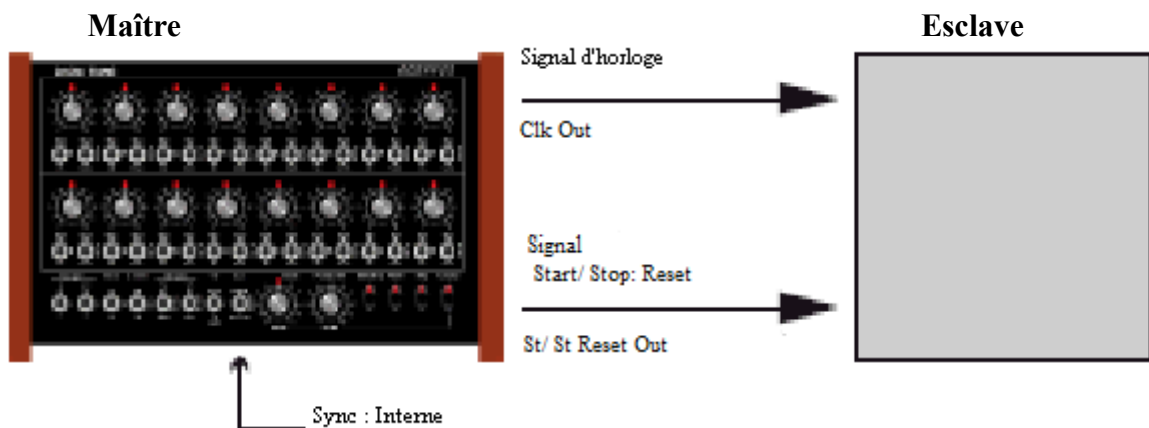 Maître
Esclave
Signal d'horloge
Clk Out
Signal
Start/ Stop: Reset
St/ St Reset Out
Sync : Interne